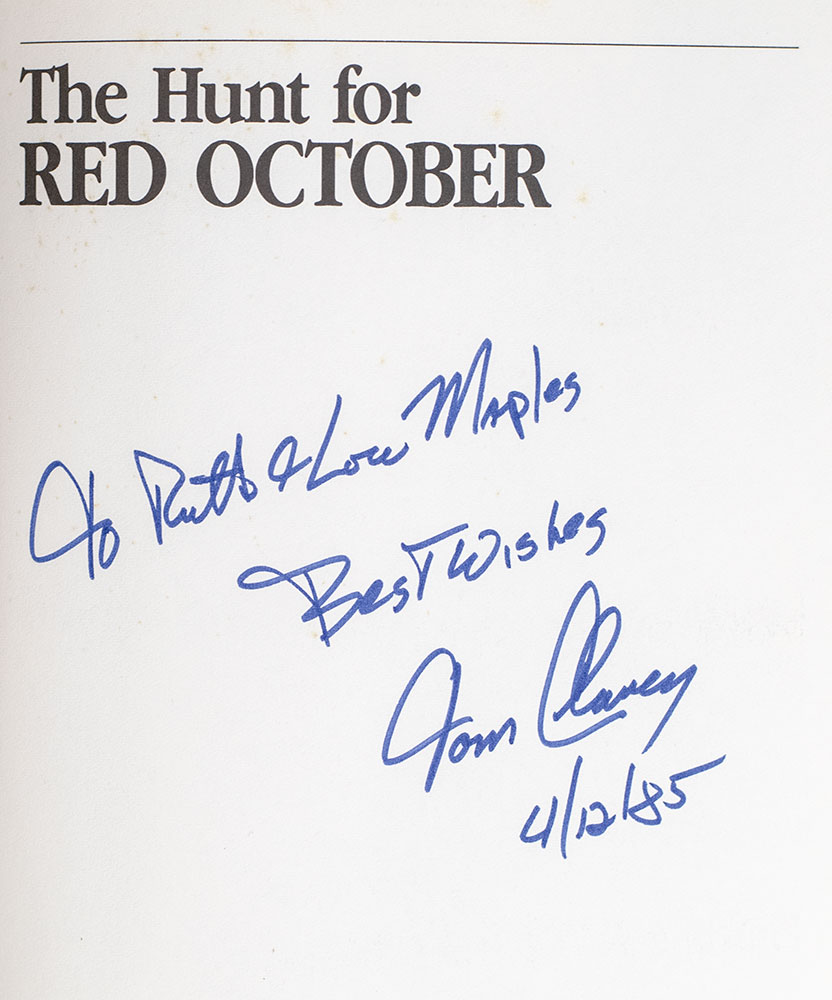 The Hunt for
RED OCTOBER
To Ruth & Lou Maples
Best Wishes
Tom Clancy
4/12/85